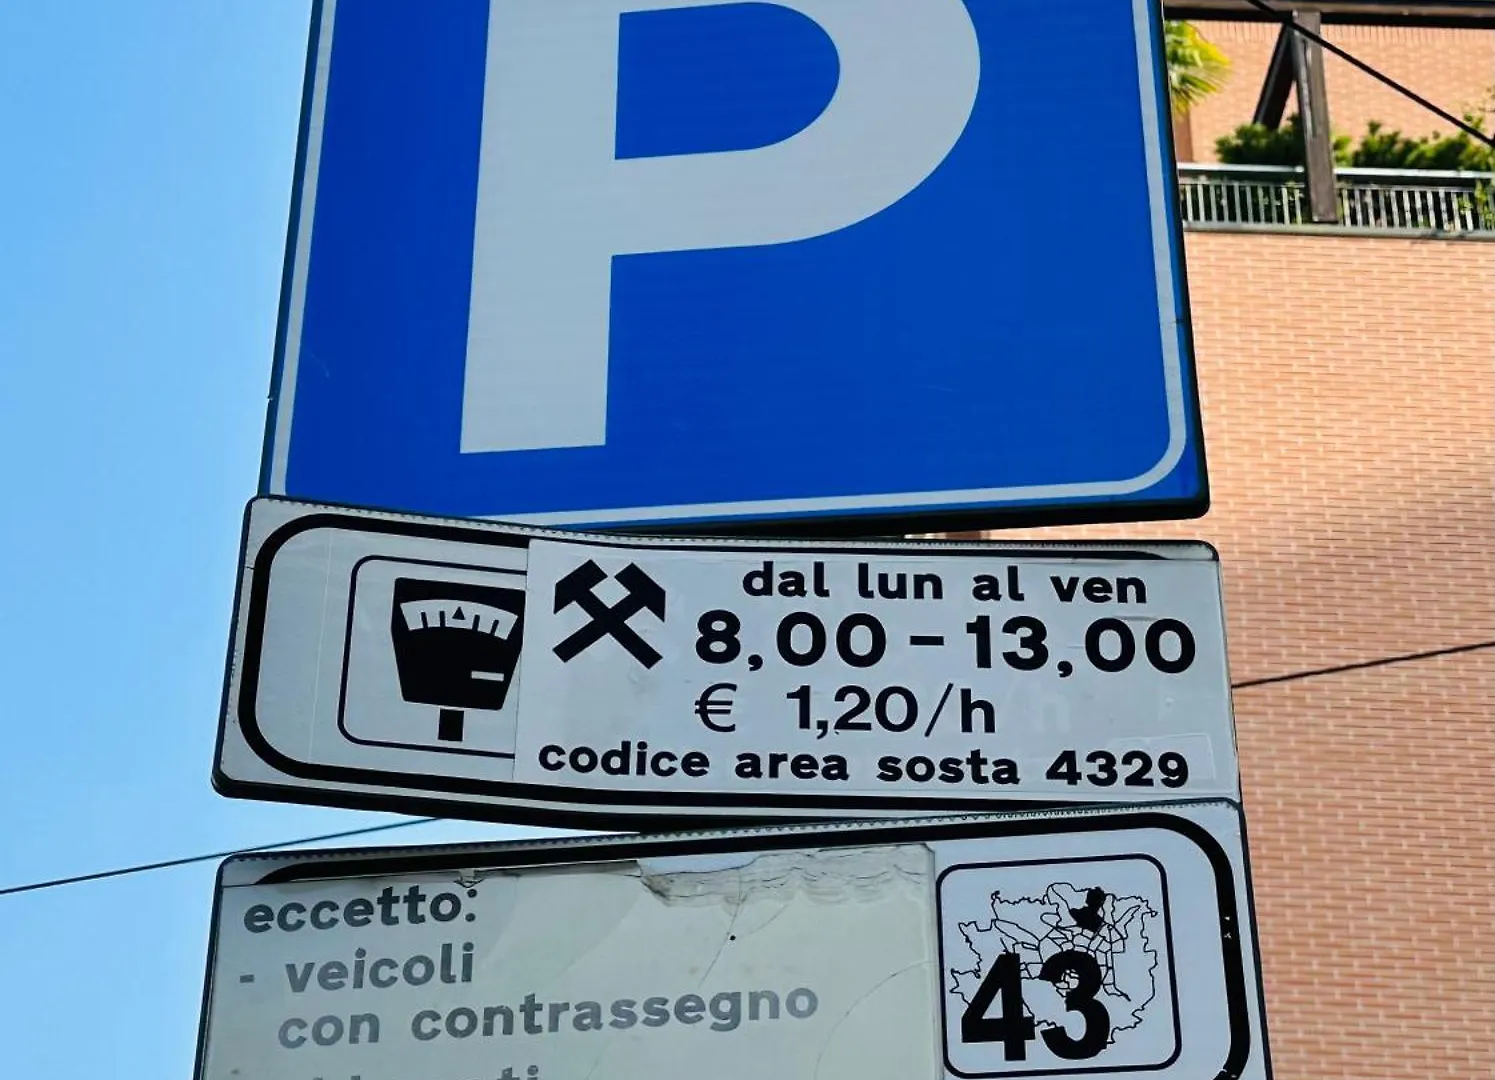 P
dal lun al ven
8,00-13,00
€ 1,20/h
codice area sosta 4329
eccetto:
- veicoli
con contrassegno
43